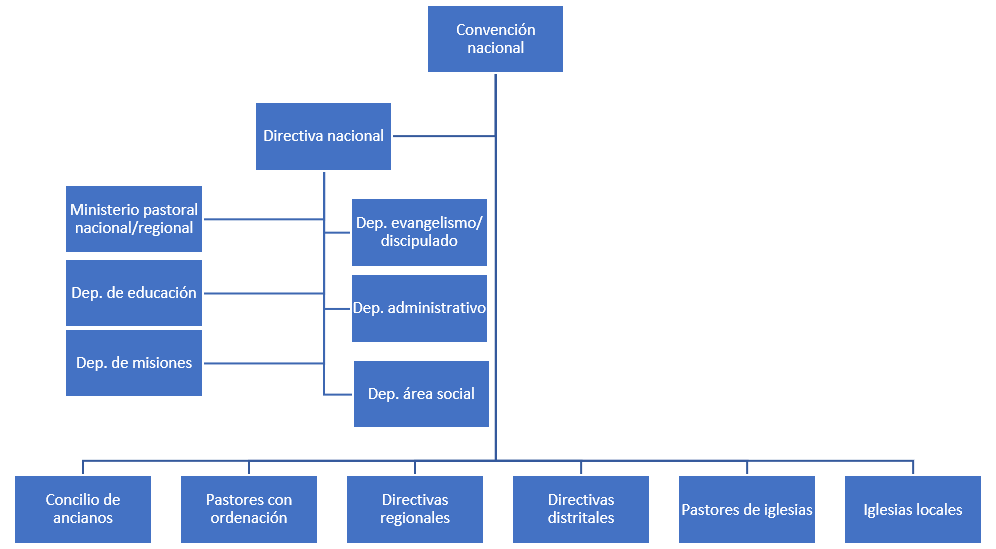 Convención
nacional
Directiva nacional
Ministerio pastoral
nacional/regional
Dep. evangelismo/
discipulado
Dep. de educación
Dep. administrativo
Dep. de misiones
Dep. área social
Concilio de
ancianos
Pastores con
ordenación
Directivas
regionales
Directivas
distritales
Pastores de iglesias
Iglesias locales